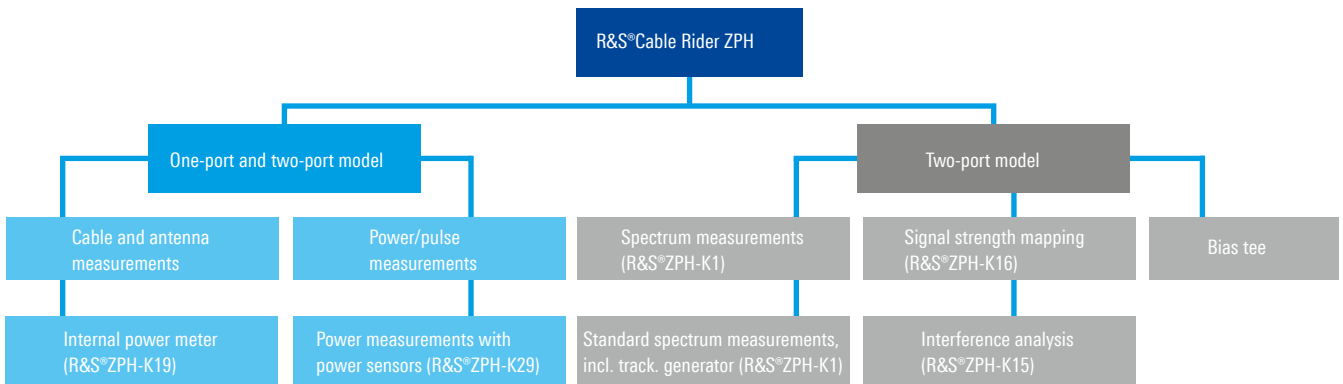 R&S®Cable Rider ZPH
One-port and two-port model
Two-port model
Cable and antenna
measurements
Power/pulse
measurements
Spectrum measurements
(R&S®ZPH-K1)
Signal strength mapping
(R&S®ZPH-K16)
Bias tee
Internal power meter
(R&S®ZPH-K19)
Power measurements with
power sensors (R&S®ZPH-K29)
Standard spectrum measurements,
incl. track. generator (R&S®ZPH-K1)
Interference analysis
(R&S®ZPH-K15)